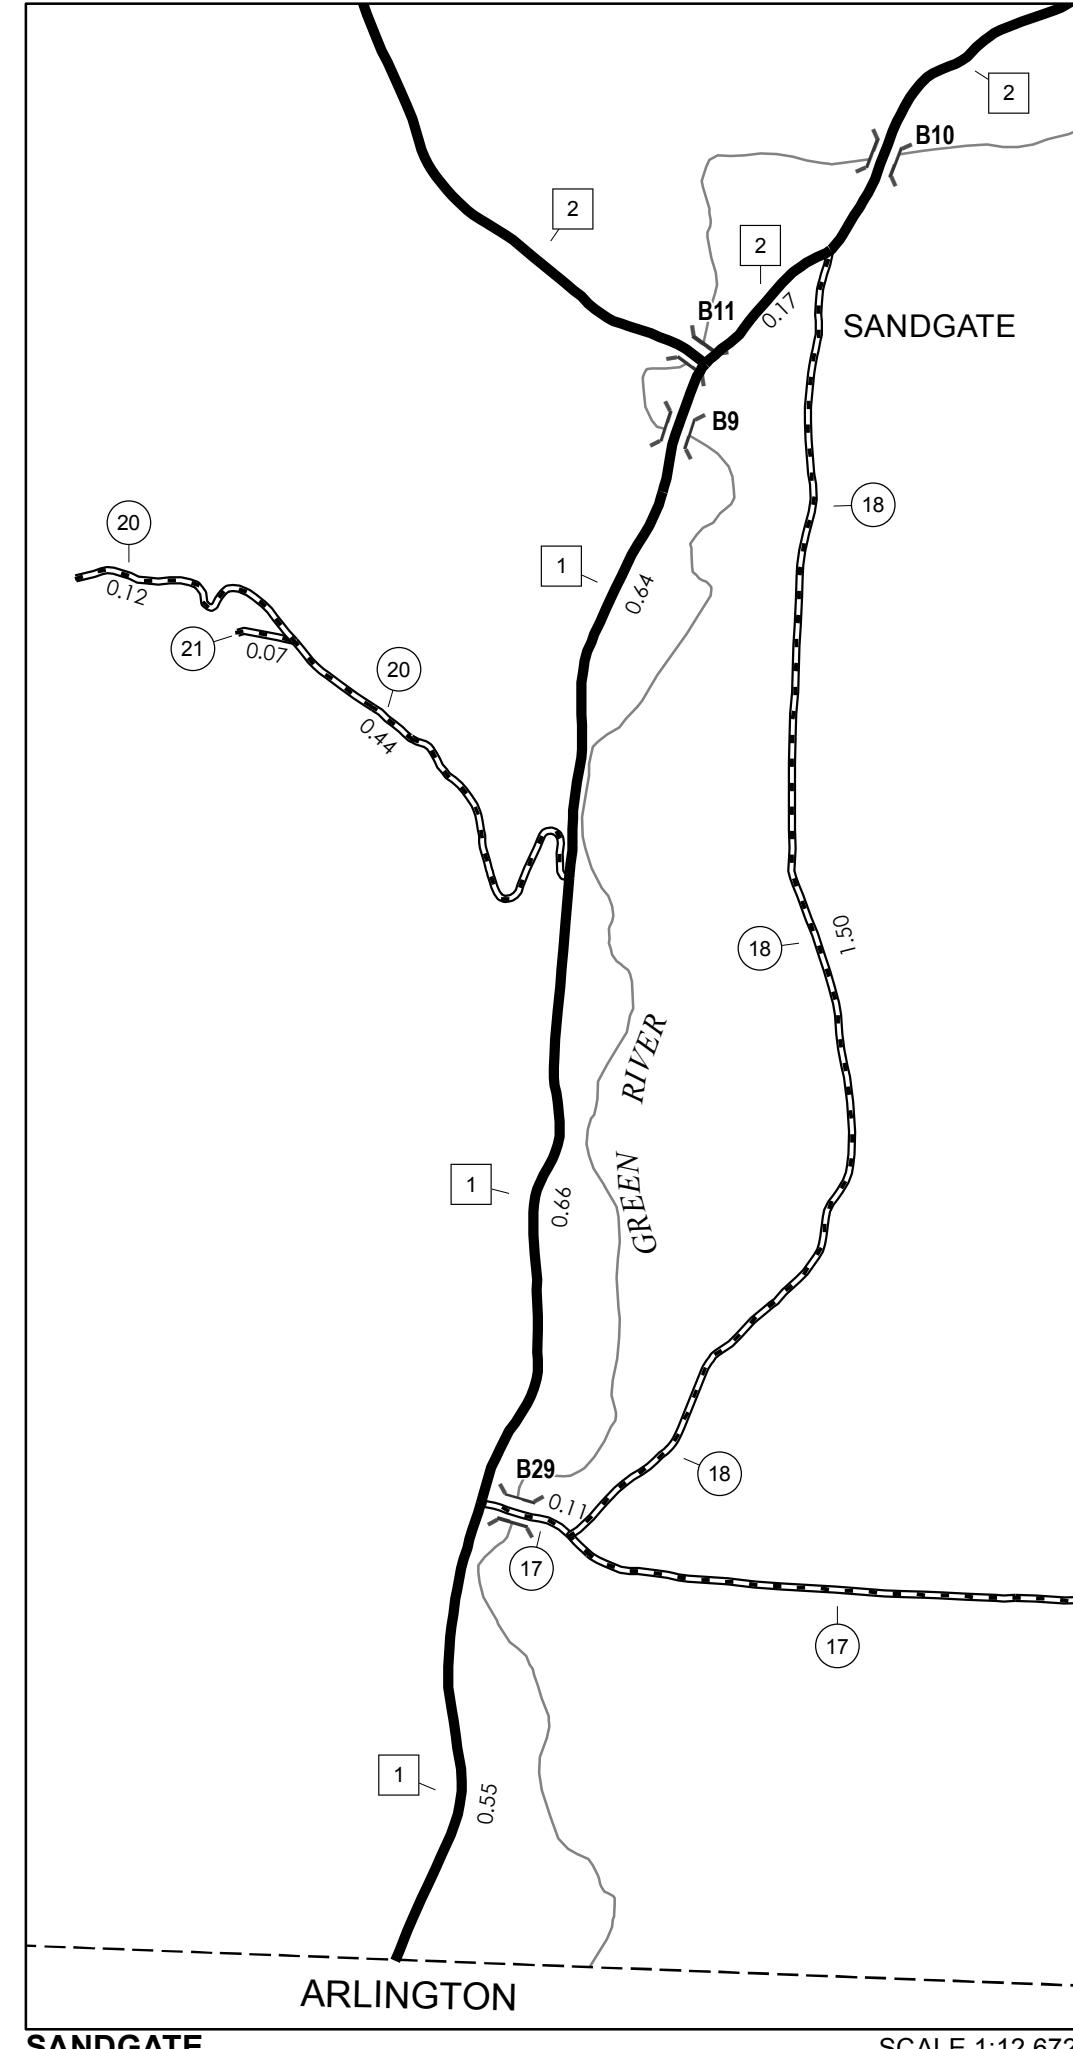 2
B10
2
2
B11
0.17
SANDGATE
B9
18
20
1
0.64
0.12
21
0.07
20
0.44
18
1.50
RIVER
GREEN
1
0.66
B29
18
0.11
17
17
1
0.55
ARLINGTON
SANDGATE
SCALE 1:12,672